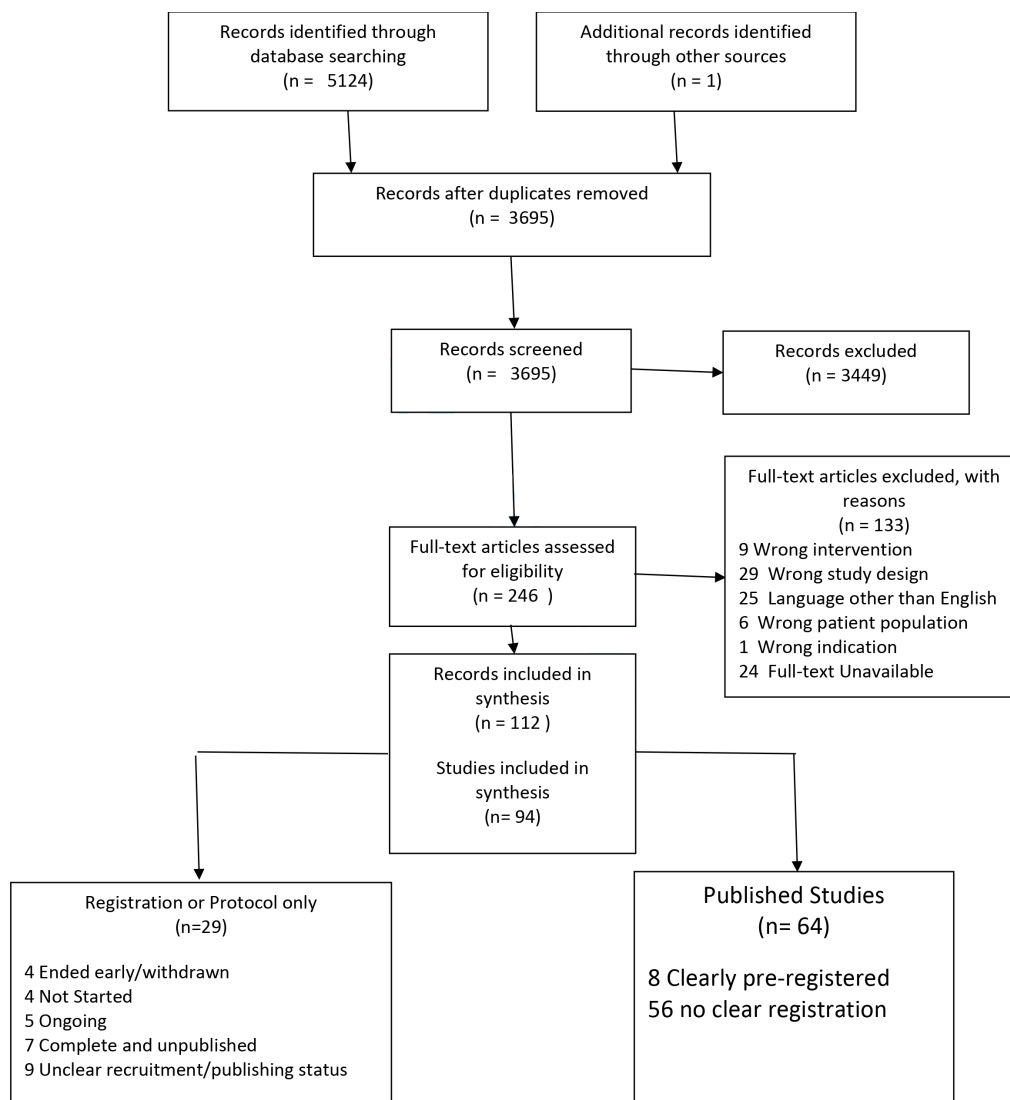 Records identified through
database searching
(n =   5124)
Additional records identified
through other sources
(n = 1)
Records after duplicates removed
(n =  3695)
Records screened
(n =   3695)
Records excluded
(n = 3449)
Full-text articles excluded, with
reasons
(n = 133)
9 Wrong intervention
29  Wrong study design
25  Language other than English
6  Wrong patient population
1  Wrong indication
24  Full-text Unavailable
Full-text articles assessed
for eligibility
(n = 246  )
Records included in
synthesis
(n = 112 )
Studies included in
synthesis
(n= 94)
Registration or Protocol only
(n=29)
4 Ended early/withdrawn
4 Not Started
5 Ongoing
7 Complete and unpublished
9 Unclear recruitment/publishing status
Published Studies
(n= 64)
8 Clearly pre-registered
56 no clear registration